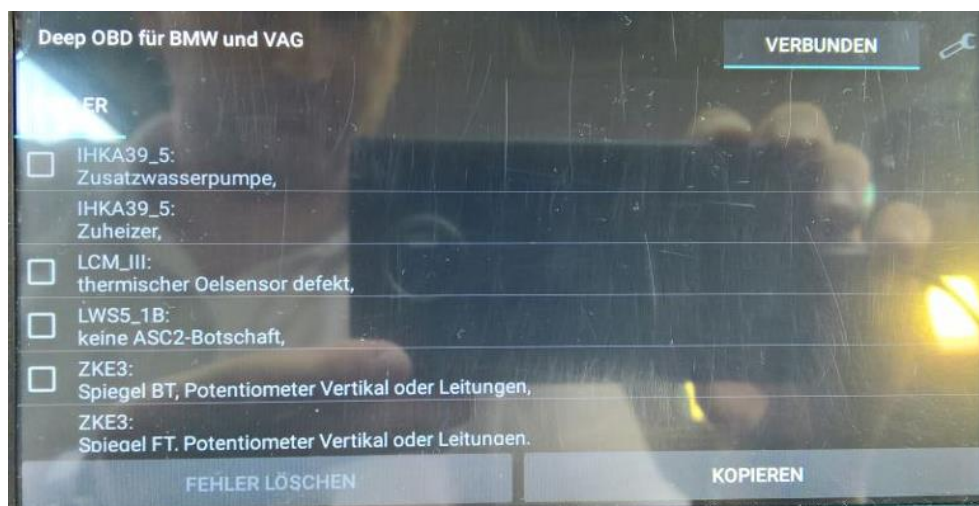 Deep OBD für BMW und VAG
VERBUNDEN
IHKA39_5:
Zusatzwasserpumpe,
IHKA39_5:
Zuheizer,
LCM_III:
thermischer Oelsensor defekt,
LWS5_1B:
keine ASC2-Botschaft,
ZKE3:
Spiegel BT, Potentiometer Vertikal oder Leitungen,
ZKE3:
Spiegel FT, Potentiometer Vertikal oder Leitungen,
FEHLER LÖSCHEN
KOPIEREN